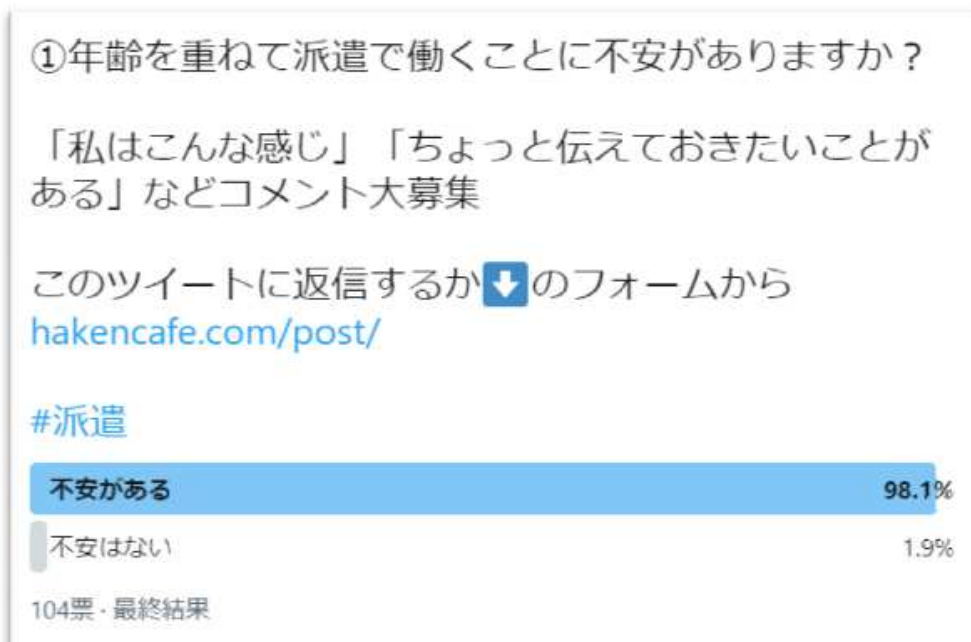 ①年齢を重ねて派遣で働くことに不安がありますか？
「私はこんな感じ」「ちょっと伝えておきたいことが
ある」などコメント大募集
このツイートに返信するか⬇のフォームから
hakencafe.com/post/
#派遣
不安がある 98.1%
不安はない 1.9%
104票・最終結果